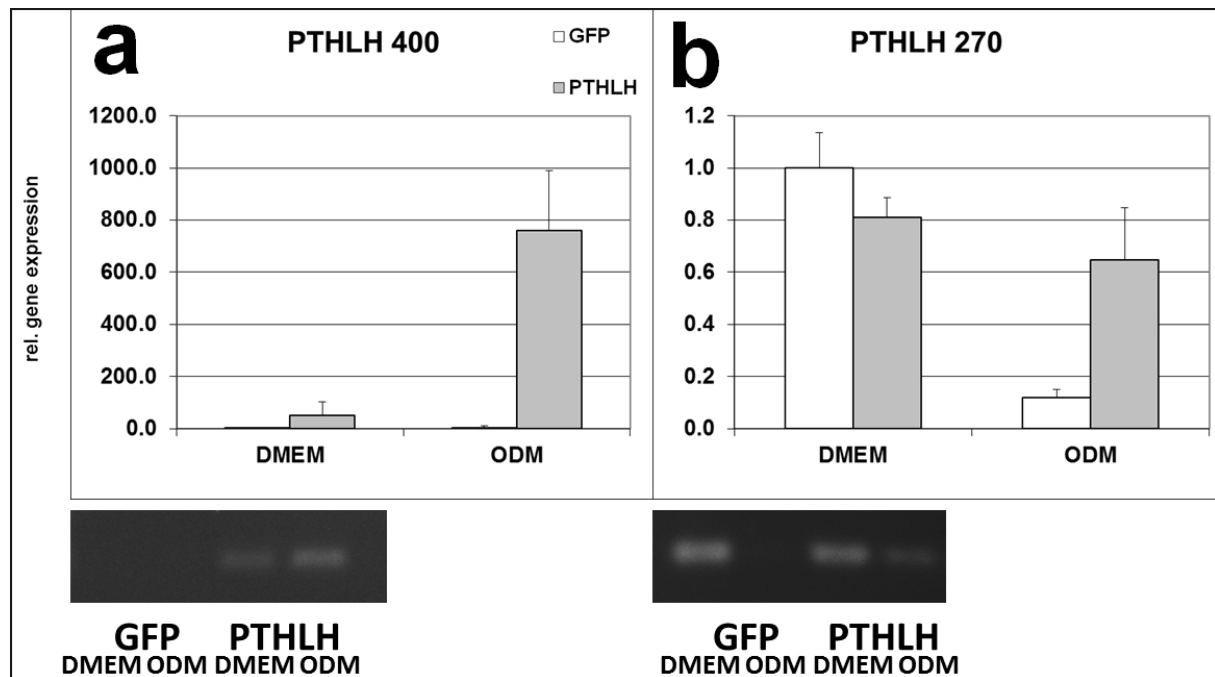 a
PTHLH 400
GFP
PTHLH
1200.0
1000.0
800.0
600.0
400.0
200.0
0.0
DMEM ODM
rel. gene expression
b
PTHLH 270
1.2
1.0
0.8
0.6
0.4
0.2
0.0
DMEM ODM
GFP PTHLH
DMEM ODM DMEM ODM
GFP PTHLH
DMEM ODM DMEM ODM